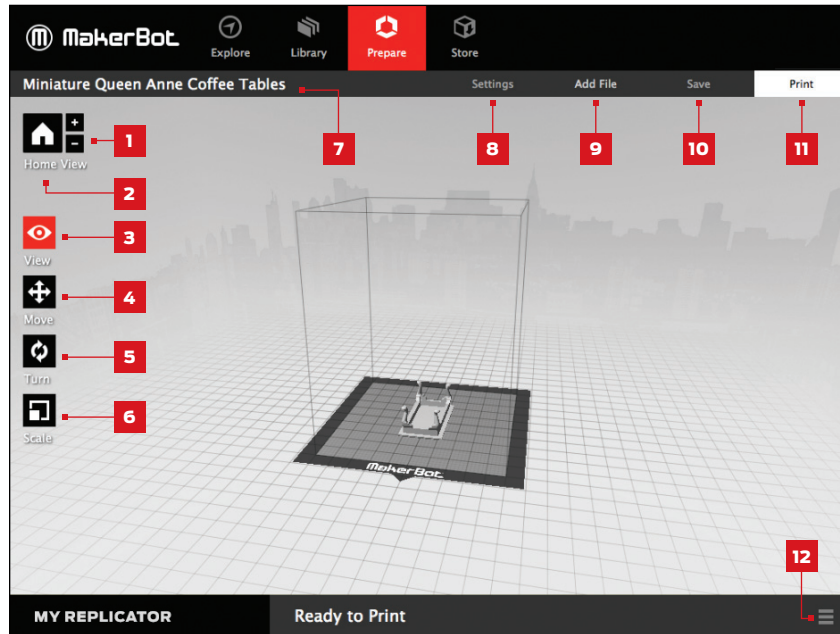 MakerBot
Explore
Library
Prepare
Store
Miniature Queen Anne Coffee Tables
Settings
Add File
Save
Print
+
−
1
7
8
9
10
11
Home View
2
3
View
4
Move
5
Turn
6
Scale
MakerBot
12
MY REPLICATOR
Ready to Print